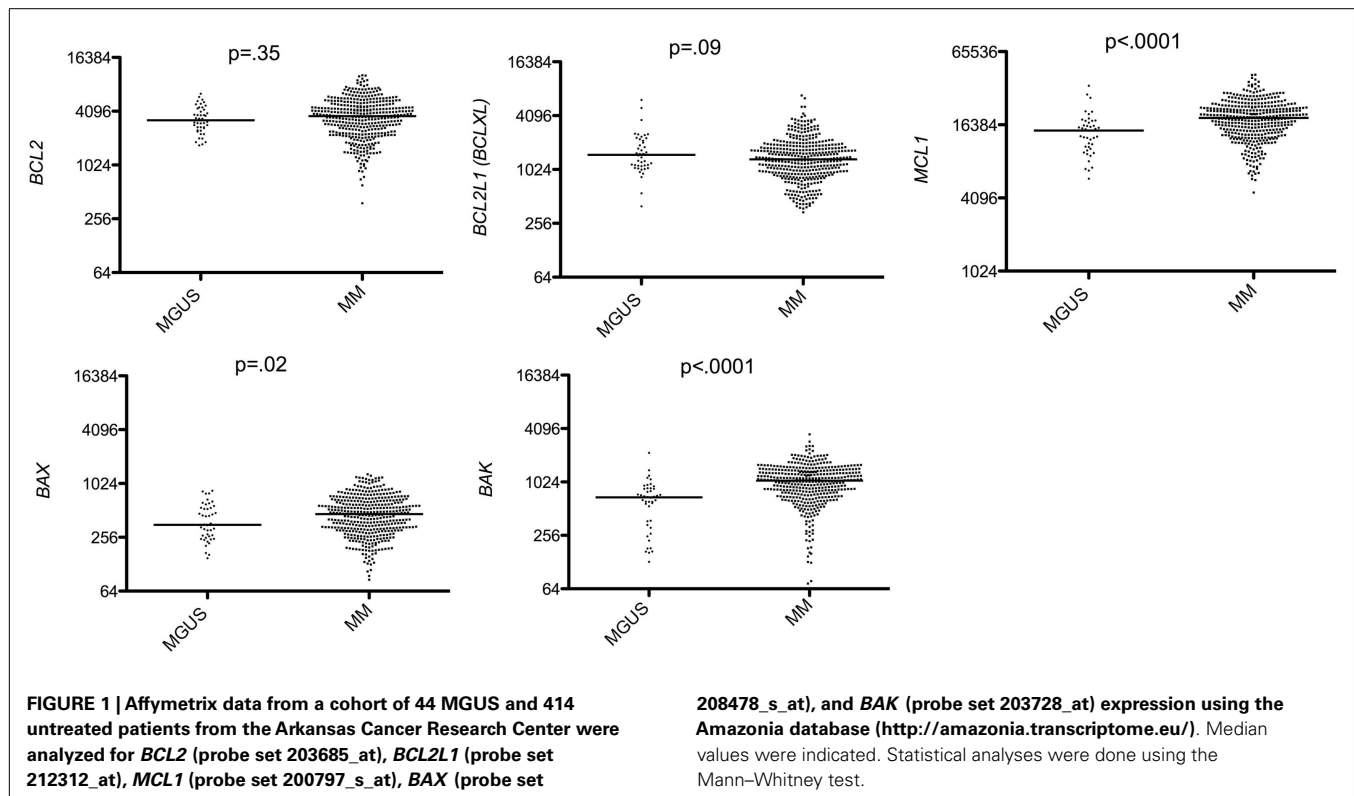 p=.35
BCL2
16384
4096
1024
256
64
MGUS
MM
p=.09
BCL2L1 (BCLXL)
16384
4096
1024
256
64
MGUS
MM
p<.0001
MCL1
65536
16384
4096
1024
MGUS
MM
p=.02
BAX
16384
4096
1024
256
64
MGUS
MM
p<.0001
BAK
16384
4096
1024
256
64
MGUS
MM
FIGURE 1 | Affymetrix data from a cohort of 44 MGUS and 414
untreated patients from the Arkansas Cancer Research Center were
analyzed for BCL2 (probe set 203685_at), BCL2L1 (probe set
212312_at), MCL1 (probe set 200797_s_at), BAX (probe set
208478_s_at), and BAK (probe set 203728_at) expression using the
Amazonia database (http://amazonia.transcriptome.eu/). Median
values were indicated. Statistical analyses were done using the
Mann–Whitney test.